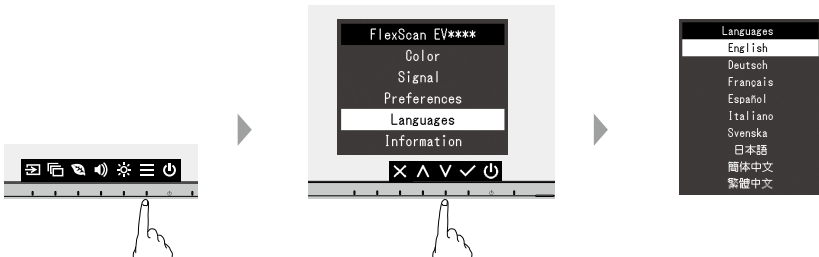 FlexScan EV****
Color
Signal
Preferences
Languages
Information
Languages
English
Deutsch
Français
Español
Italiano
Svenska
日本語
簡体中文
繁體中文